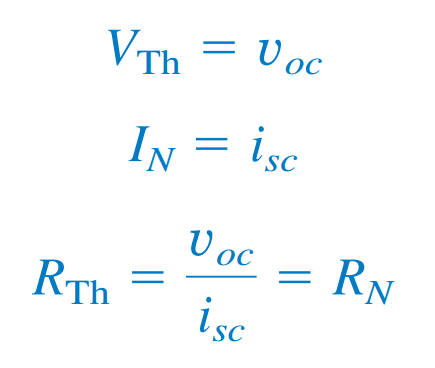 V_Th = v_oc
I_N = i_sc
R_Th = v_oc / i_sc = R_N